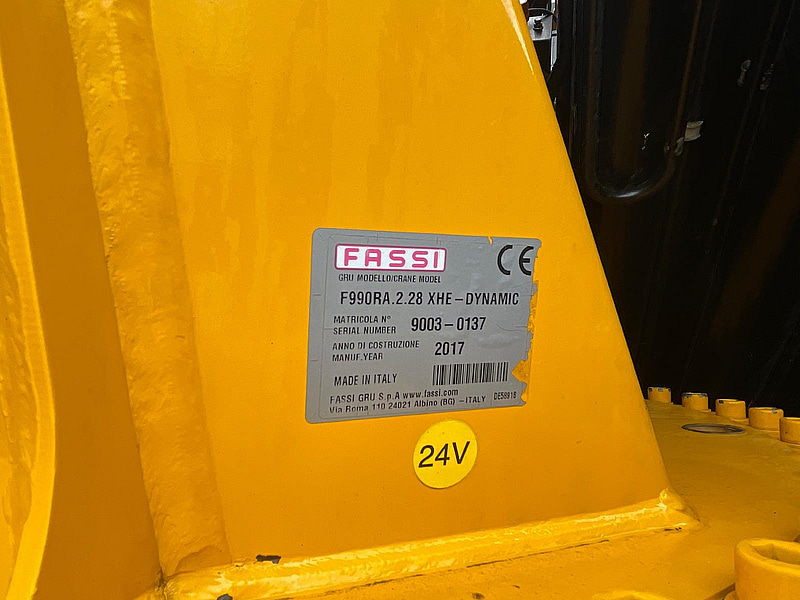 FASSI
CE
GRU MODELLO/CRANE MODEL
F990RA.2.28 XHE-DYNAMIC
MATRICOLA N°
SERIAL NUMBER 9003-0137
ANNO DI COSTRUZIONE
MANUF. YEAR 2017
MADE IN ITALY
FASSI GRU S.p.A www.fassi.com
Via Roma 110 24021 Albino (BG) - ITALY
24V